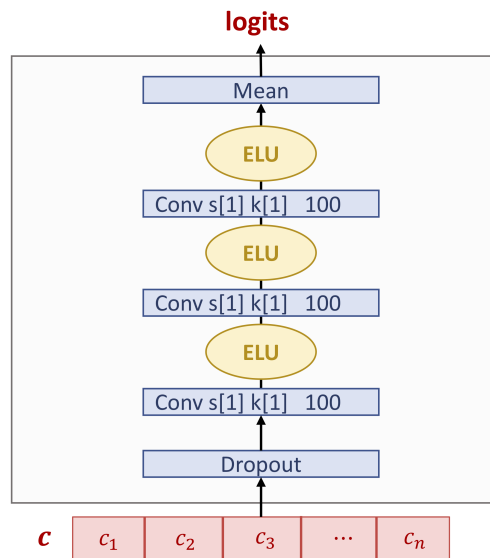 logits
Mean
ELU
Conv s[1] k[1] 100
ELU
Conv s[1] k[1] 100
ELU
Conv s[1] k[1] 100
Dropout
c c₁ c₂ c₃ ⋯ cₙ